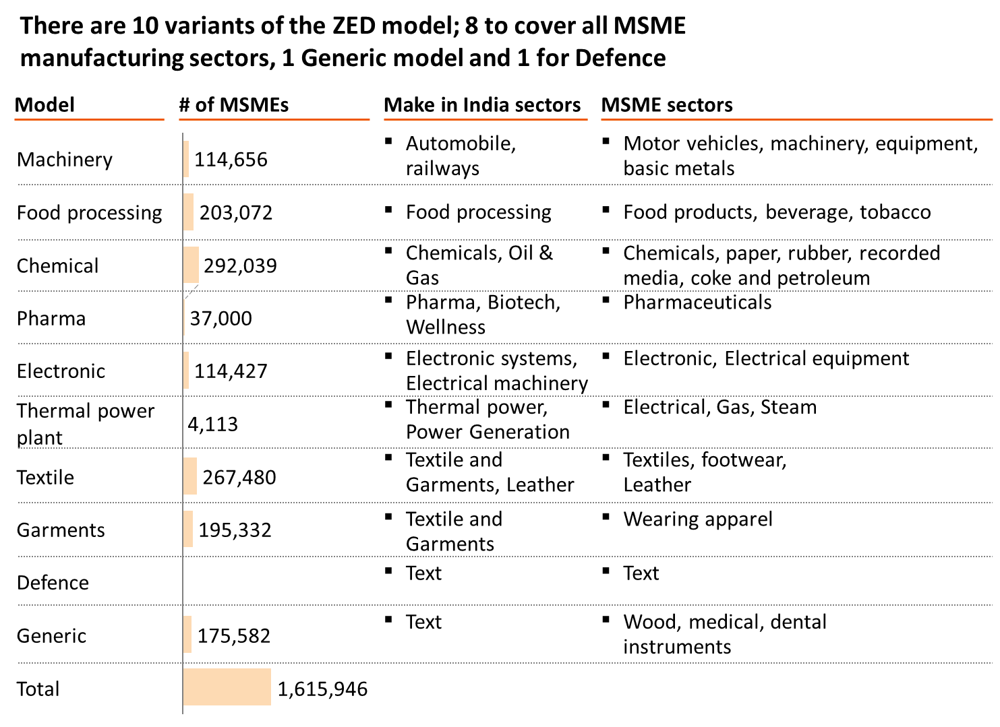 There are 10 variants of the ZED model; 8 to cover all MSME
manufacturing sectors, 1 Generic model and 1 for Defence
Model # of MSMEs Make in India sectors MSME sectors
Machinery
114,656
▪ Automobile,
railways
▪ Motor vehicles, machinery, equipment,
basic metals
Food processing
203,072
▪ Food processing
▪ Food products, beverage, tobacco
Chemical
292,039
▪ Chemicals, Oil &
Gas
▪ Chemicals, paper, rubber, recorded
media, coke and petroleum
Pharma
37,000
▪ Pharma, Biotech,
Wellness
▪ Pharmaceuticals
Electronic
114,427
▪ Electronic systems,
Electrical machinery
▪ Electronic, Electrical equipment
Thermal power
plant
4,113
▪ Thermal power,
Power Generation
▪ Electrical, Gas, Steam
Textile
267,480
▪ Textile and
Garments, Leather
▪ Textiles, footwear,
Leather
Garments
195,332
▪ Textile and
Garments
▪ Wearing apparel
Defence
▪ Text
▪ Text
Generic
175,582
▪ Text
▪ Wood, medical, dental
instruments
Total
1,615,946